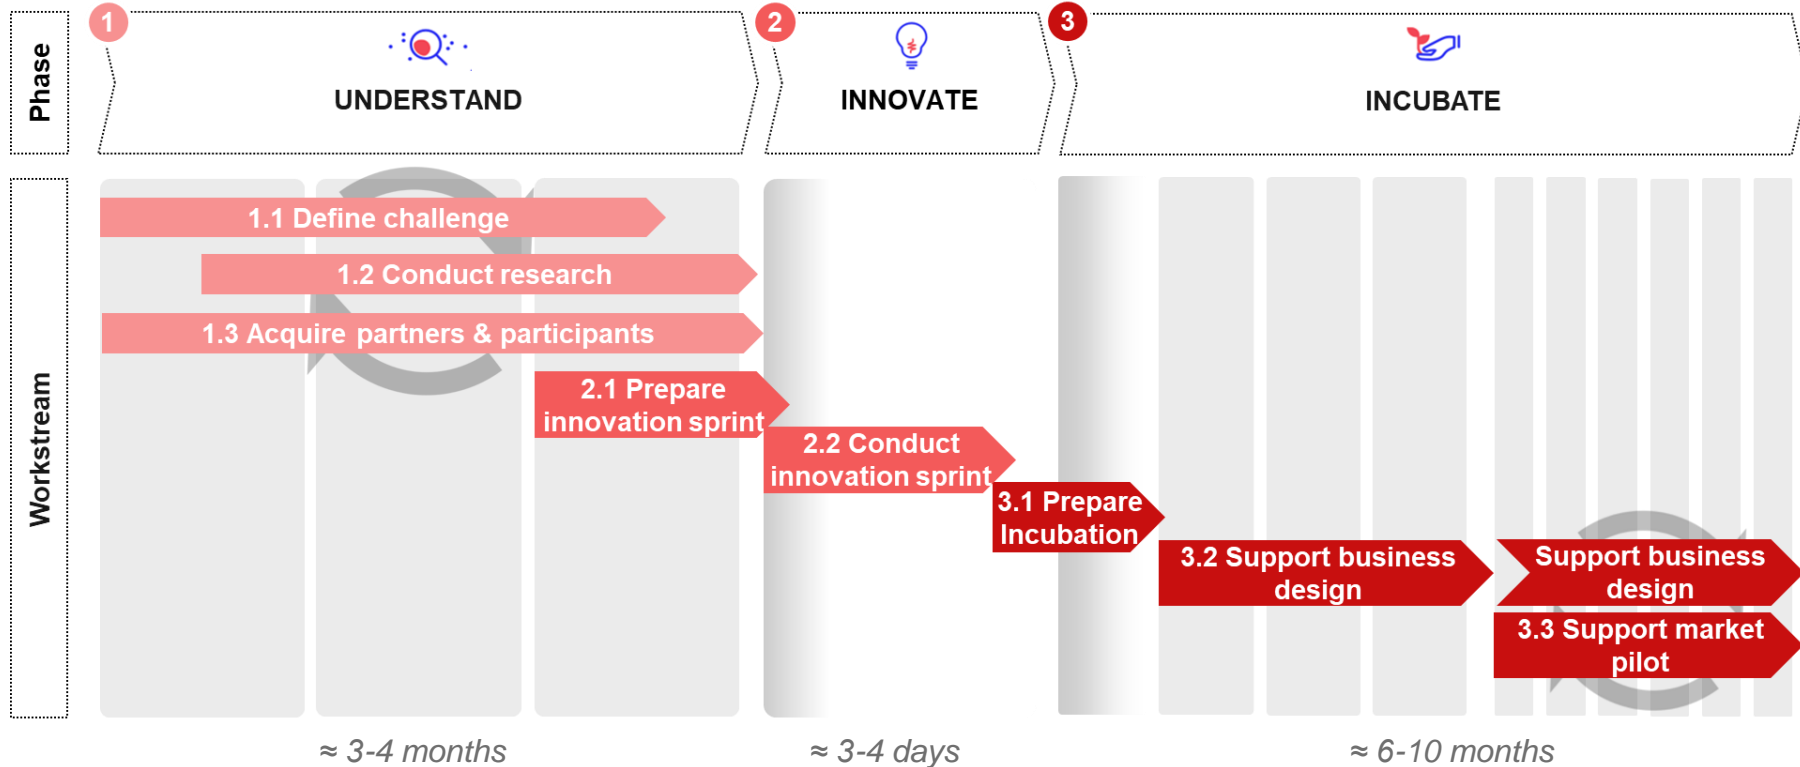 Phase
1
UNDERSTAND
2
INNOVATE
3
INCUBATE
Workstream
1.1 Define challenge
1.2 Conduct research
1.3 Acquire partners & participants
2.1 Prepare
innovation sprint
2.2 Conduct
innovation sprint
3.1 Prepare
Incubation
3.2 Support business
design
Support business
design
3.3 Support market
pilot
≈ 3-4 months
≈ 3-4 days
≈ 6-10 months